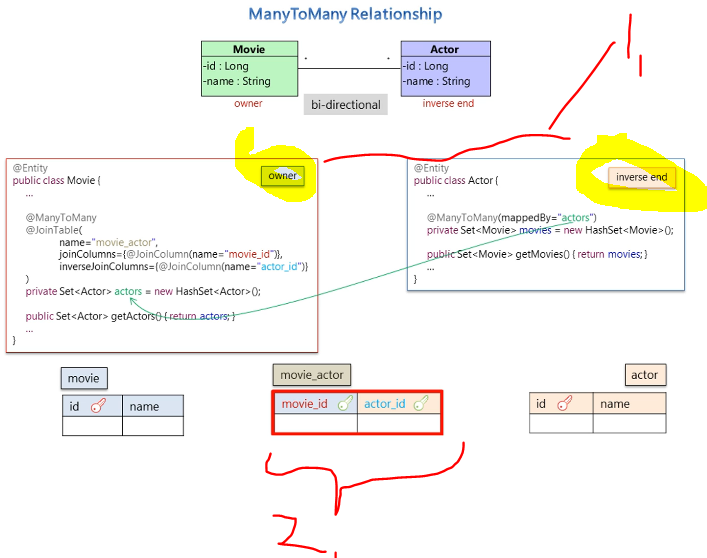 ManyToMany Relationship
Movie
-id : Long
-name : String
owner
* *
bi-directional
Actor
-id : Long
-name : String
inverse end
1,
owner
@Entity
public class Movie {
...
@ManyToMany
@JoinTable(
name="movie_actor",
joinColumns={@JoinColumn(name="movie_id")},
inverseJoinColumns={@JoinColumn(name="actor_id")}
)
private Set<Actor> actors = new HashSet<Actor>();
public Set<Actor> getActors() { return actors; }
...
}
inverse end
@Entity
public class Actor {
...
@ManyToMany(mappedBy="actors")
private Set<Movie> movies = new HashSet<Movie>();
public Set<Movie> getMovies() { return movies; }
...
}
movie
id name
movie_actor
movie_id actor_id
actor
id name
2,